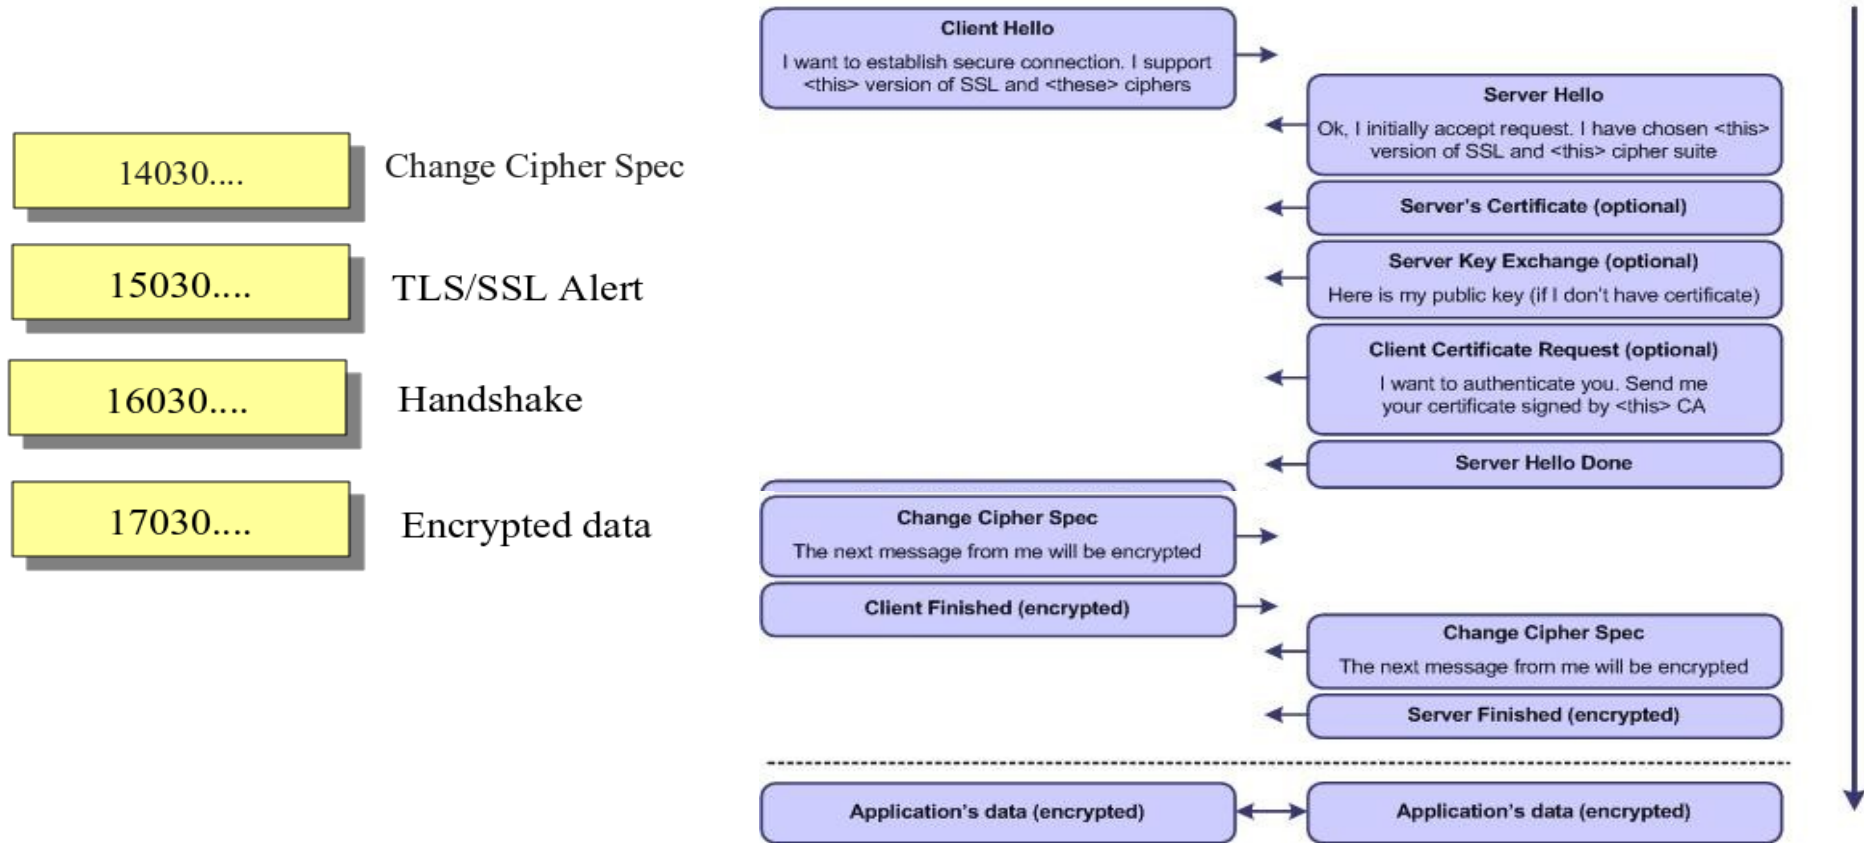 14030....
Change Cipher Spec
15030....
TLS/SSL Alert
16030....
Handshake
17030....
Encrypted data
Client Hello
I want to establish secure connection. I support
<this> version of SSL and <these> ciphers
Server Hello
Ok, I initially accept request. I have chosen <this>
version of SSL and <this> cipher suite
Server's Certificate (optional)
Server Key Exchange (optional)
Here is my public key (if I don't have certificate)
Client Certificate Request (optional)
I want to authenticate you. Send me
your certificate signed by <this> CA
Server Hello Done
Change Cipher Spec
The next message from me will be encrypted
Client Finished (encrypted)
Change Cipher Spec
The next message from me will be encrypted
Server Finished (encrypted)
Application's data (encrypted)
Application's data (encrypted)